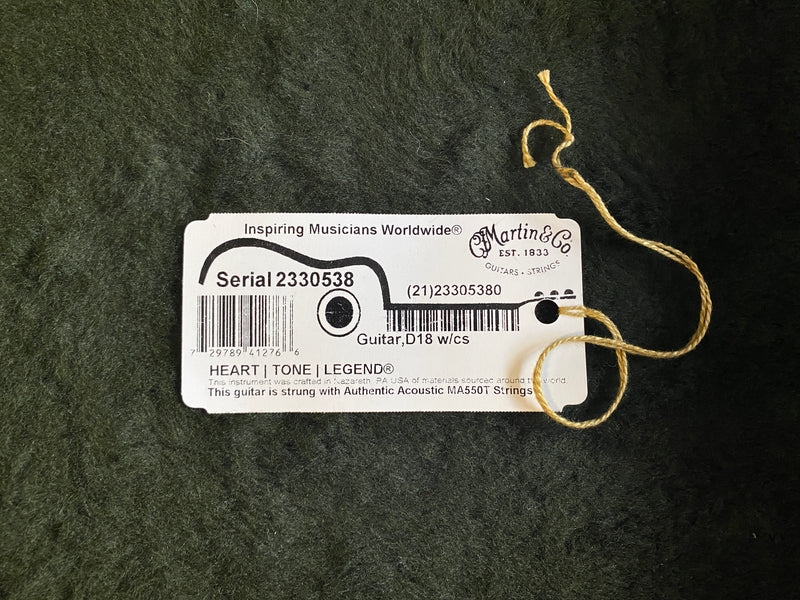 Inspiring Musicians Worldwide®
CF Martin & Co.
EST. 1833
GUITARS • STRINGS
Serial 2330538
(21)23305380
Guitar,D18 w/cs
7 29789 41276 6
HEART | TONE | LEGEND®
This instrument was crafted in Nazareth, PA USA of materials sourced around the world.
This guitar is strung with Authentic Acoustic MA550T Strings